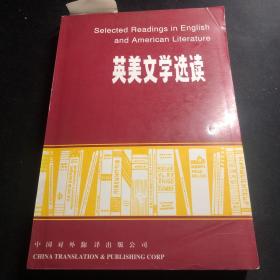 Selected Readings in English
and American Literature
英美文学选读
中国对外翻译出版公司
CHINA TRANSLATION & PUBLISHING CORP